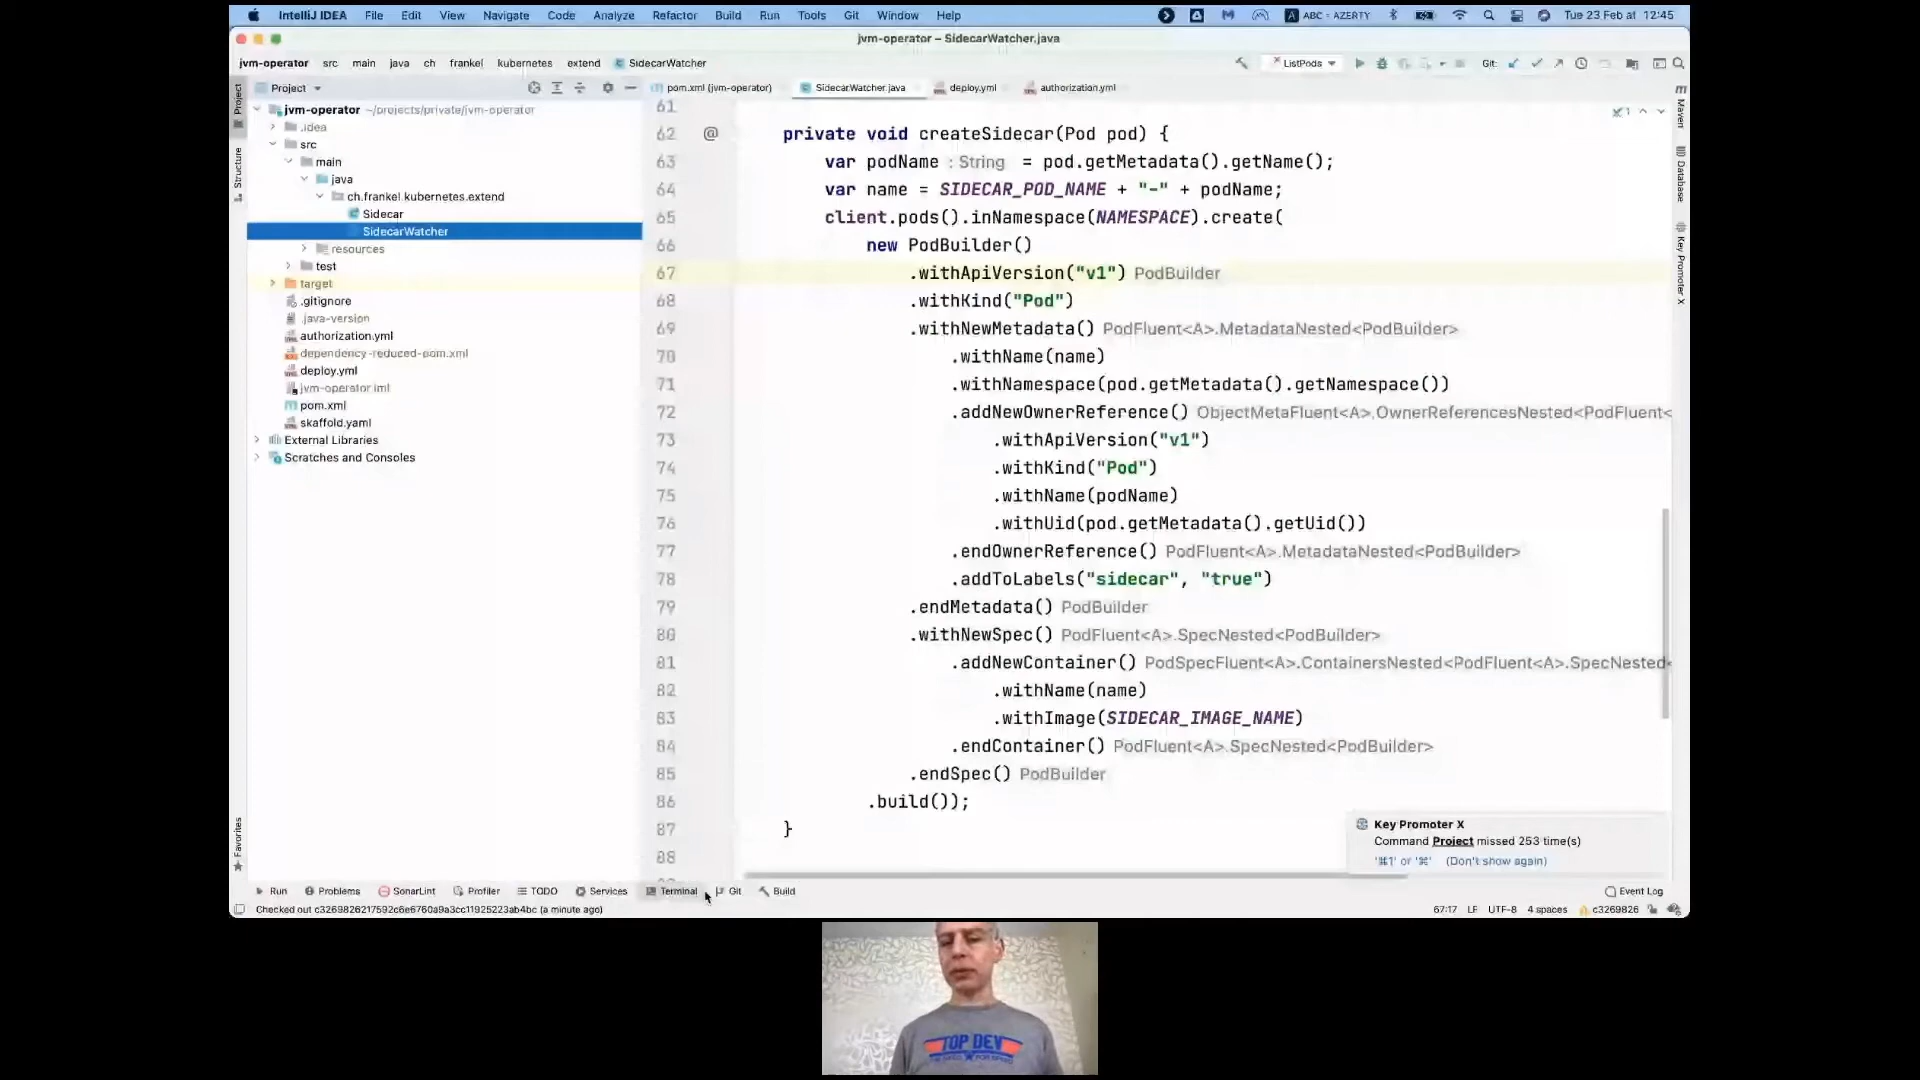 IntelliJ IDEA File Edit View Navigate Code Analyze Refactor Build Run Tools Git Window Help ABC - AZERTY Tue 23 Feb at 12:45
jvm-operator – SidecarWatcher.java
jvm-operator src main java ch frankel kubernetes extend SidecarWatcher ListPods Git:
Project pom.xml (jvm-operator) SidecarWatcher.java deploy.yml authorization.yml
Project
Structure
Favorites
Maven
Database
Key Promoter X
jvm-operator ~/projects/private/jvm-operator
.idea
src
main
java
ch.frankel.kubernetes.extend
Sidecar
SidecarWatcher
resources
test
target
.gitignore
.java-version
authorization.yml
dependency-reduced-pom.xml
deploy.yml
jvm-operator.iml
pom.xml
skaffold.yaml
External Libraries
Scratches and Consoles
61
62 @ private void createSidecar(Pod pod) {
63 var podName : String = pod.getMetadata().getName();
64 var name = SIDECAR_POD_NAME + "-" + podName;
65 client.pods().inNamespace(NAMESPACE).create(
66 new PodBuilder()
67 .withApiVersion("v1") PodBuilder
68 .withKind("Pod")
69 .withNewMetadata() PodFluent<A>.MetadataNested<PodBuilder>
70 .withName(name)
71 .withNamespace(pod.getMetadata().getNamespace())
72 .addNewOwnerReference() ObjectMetaFluent<A>.OwnerReferencesNested<PodFluent<
73 .withApiVersion("v1")
74 .withKind("Pod")
75 .withName(podName)
76 .withUid(pod.getMetadata().getUid())
77 .endOwnerReference() PodFluent<A>.MetadataNested<PodBuilder>
78 .addToLabels("sidecar", "true")
79 .endMetadata() PodBuilder
80 .withNewSpec() PodFluent<A>.SpecNested<PodBuilder>
81 .addNewContainer() PodSpecFluent<A>.ContainersNested<PodFluent<A>.SpecNested<
82 .withName(name)
83 .withImage(SIDECAR_IMAGE_NAME)
84 .endContainer() PodFluent<A>.SpecNested<PodBuilder>
85 .endSpec() PodBuilder
86 .build());
87 }
88
Key Promoter X
Command Project missed 253 time(s)
'⌘1' or '⌘' (Don't show again)
Run Problems SonarLint Profiler TODO Services Terminal Git Build Event Log
Checked out c3269826217592c6e6760a9a3cc11925223ab4bc (a minute ago) 67:17 LF UTF-8 4 spaces c3269826
TOP DEV